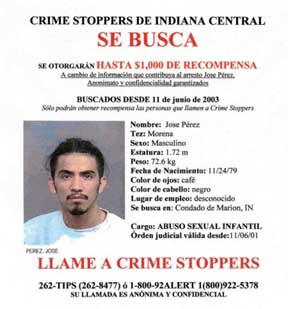 CRIME STOPPERS DE INDIANA CENTRAL
SE BUSCA
SE OTORGARÁN HASTA $1,000 DE RECOMPENSA
A cambio de información que contribuya al arresto Jose Pérez.
Anonimato y confidencialidad garantizados
BUSCADOS DESDE 11 de junio de 2003
Sólo podrán obtener recompensa las personas que llamen a Crime Stoppers
Nombre: Jose Pérez
Tez: Morena
Sexo: Masculino
Estatura: 1.72 m
Peso: 72.6 kg
Fecha de Nacimiento: 11/24/79
Color de ojos: café
Color de cabello: negro
Lugar de empleo: desconocido
Se busca en: Condado de Marion, IN
Cargo: ABUSO SEXUAL INFANTIL
Órden judicial válida desde:11/06/01
PEREZ, JOSE
LLAME A CRIME STOPPERS
262-TIPS (262-8477) ó 1-800-92ALERT 1(800)922-5378
SU LLAMADA ES ANÓNIMA Y CONFIDENCIAL